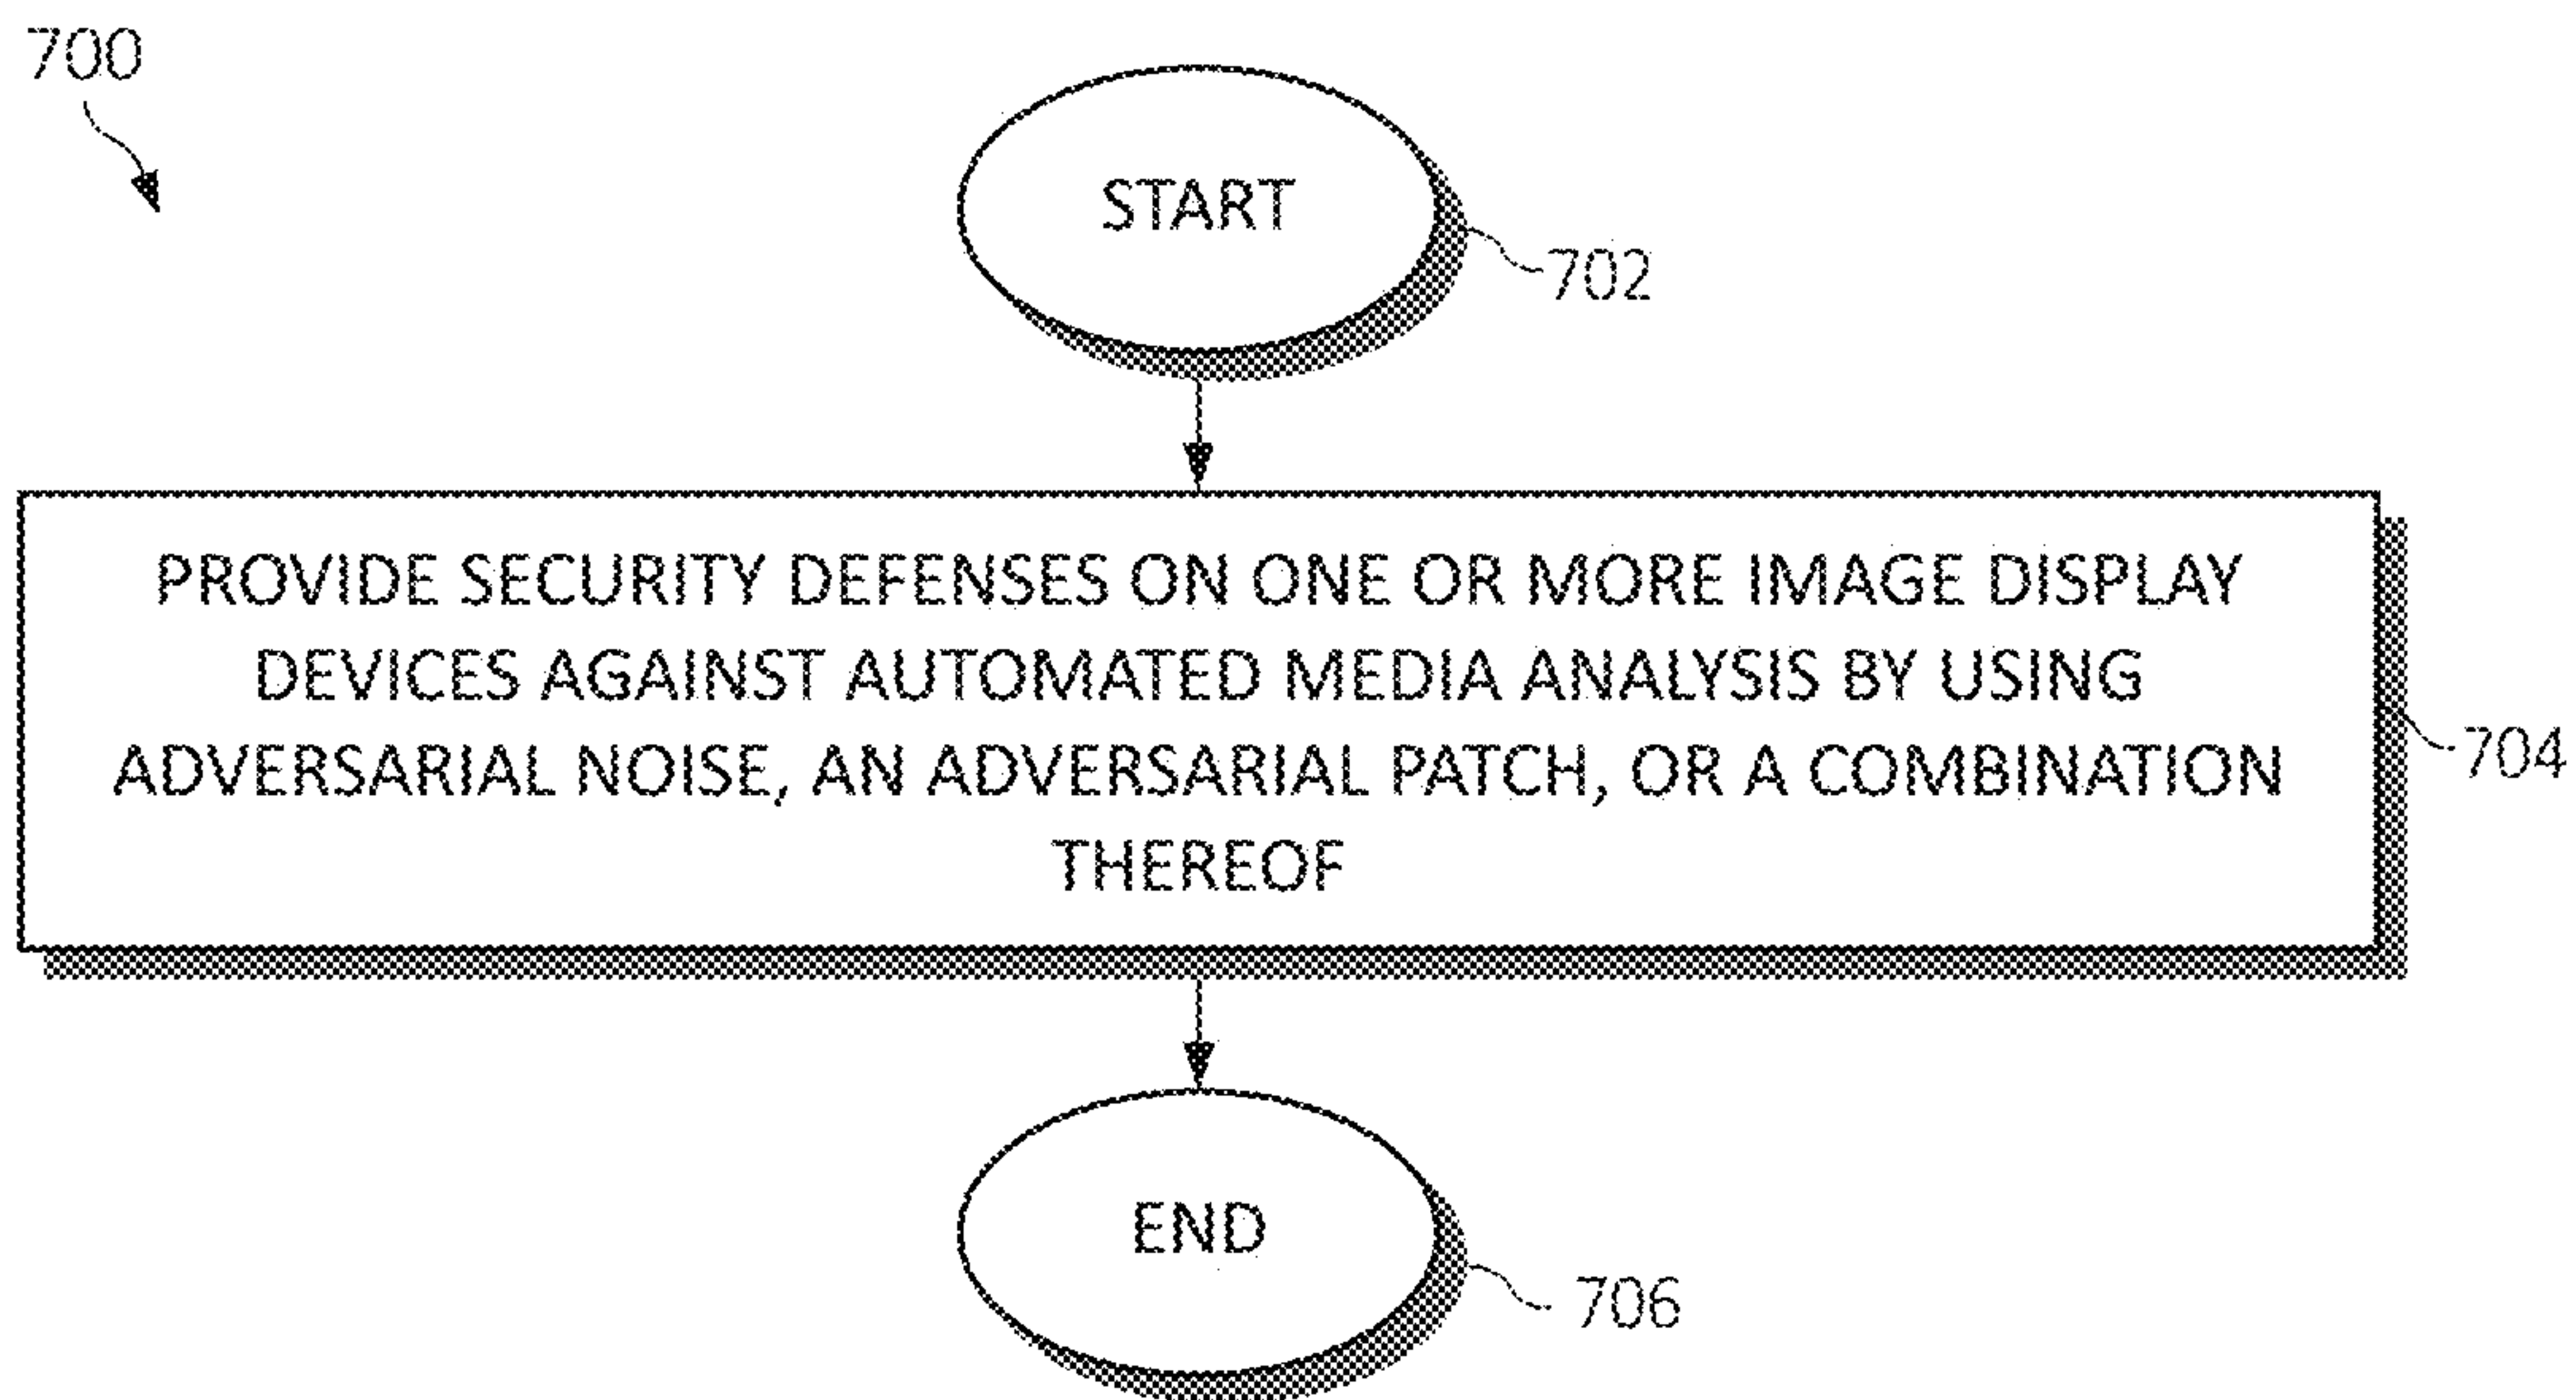 700
START
702
PROVIDE SECURITY DEFENSES ON ONE OR MORE IMAGE DISPLAY
DEVICES AGAINST AUTOMATED MEDIA ANALYSIS BY USING
ADVERSARIAL NOISE, AN ADVERSARIAL PATCH, OR A COMBINATION
THEREOF
704
END
706